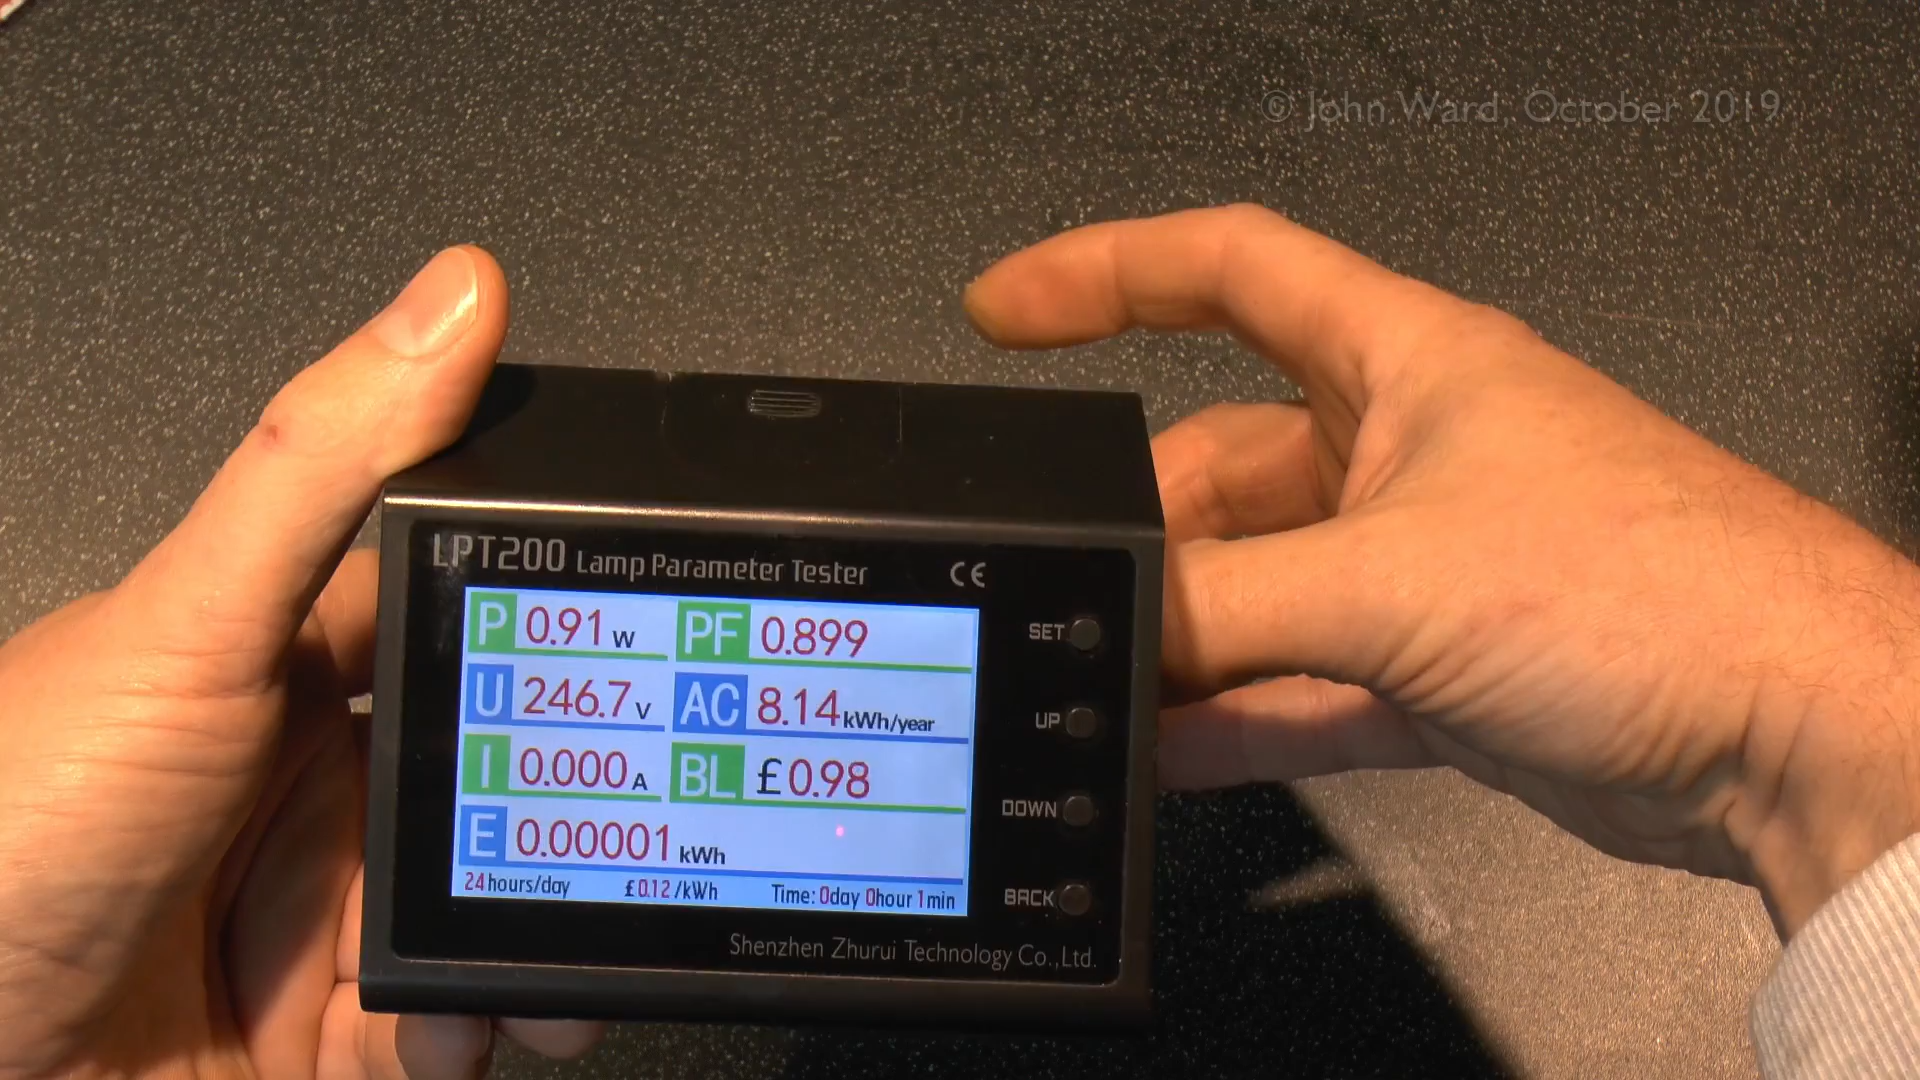 © John Ward, October 2019
LPT200 Lamp Parameter Tester CE
P 0.91 W PF 0.899
U 246.7 V AC 8.14 kWh/year
I 0.000 A BL £0.98
E 0.00001 kWh
24 hours/day £0.12/kWh Time: 0day 0hour 1min
SET
UP
DOWN
BACK
Shenzhen Zhurui Technology Co.,Ltd.